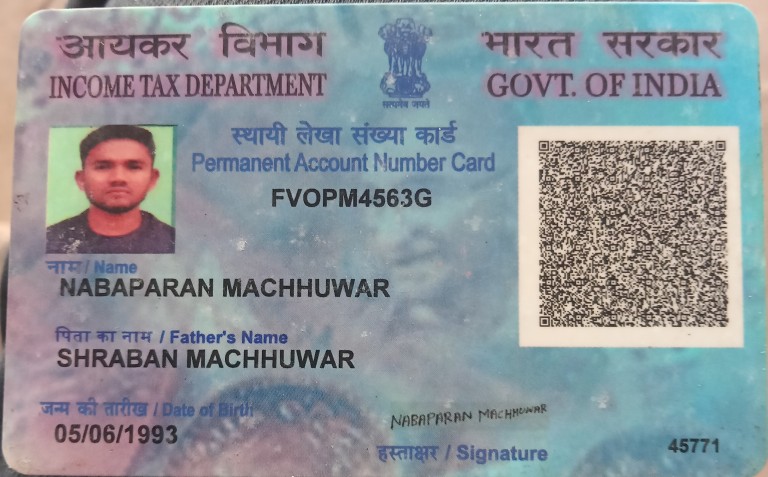 आयकर विभाग
INCOME TAX DEPARTMENT
भारत सरकार
GOVT. OF INDIA
सत्यमेव जयते
स्थायी लेखा संख्या कार्ड
Permanent Account Number Card
FVOPM4563G
नाम / Name
NABAPARAN MACHHUWAR
पिता का नाम / Father's Name
SHRABAN MACHHUWAR
जन्म की तारीख / Date of Birth
05/06/1993
NABAPARAN MACHHUWAR
हस्ताक्षर / Signature
45771